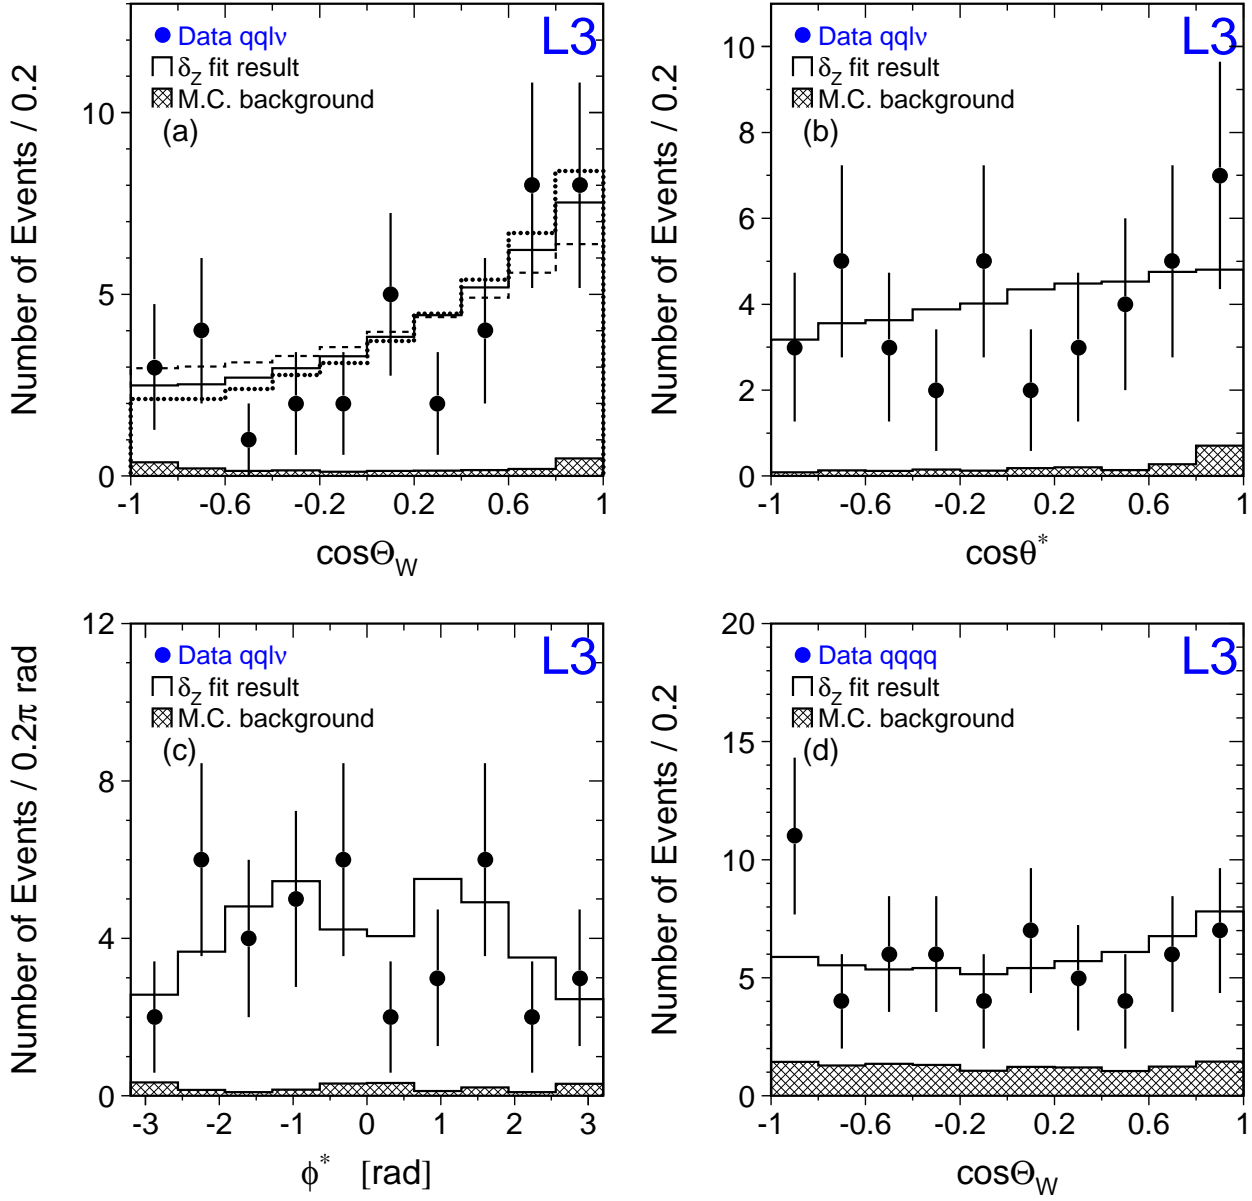 L3
Data qqlν
δZ fit result
M.C. background
(a)
Number of Events / 0.2
10
5
0
-1 -0.6 -0.2 0.2 0.6 1
cosΘW
L3
Data qqlν
δZ fit result
M.C. background
(b)
Number of Events / 0.2
10
8
6
4
2
0
-1 -0.6 -0.2 0.2 0.6 1
cosθ*
L3
Data qqlν
δZ fit result
M.C. background
(c)
Number of Events / 0.2π rad
12
8
4
0
-3 -2 -1 0 1 2 3
ϕ* [rad]
L3
Data qqqq
δZ fit result
M.C. background
(d)
Number of Events / 0.2
20
15
10
5
0
-1 -0.6 -0.2 0.2 0.6 1
cosΘW